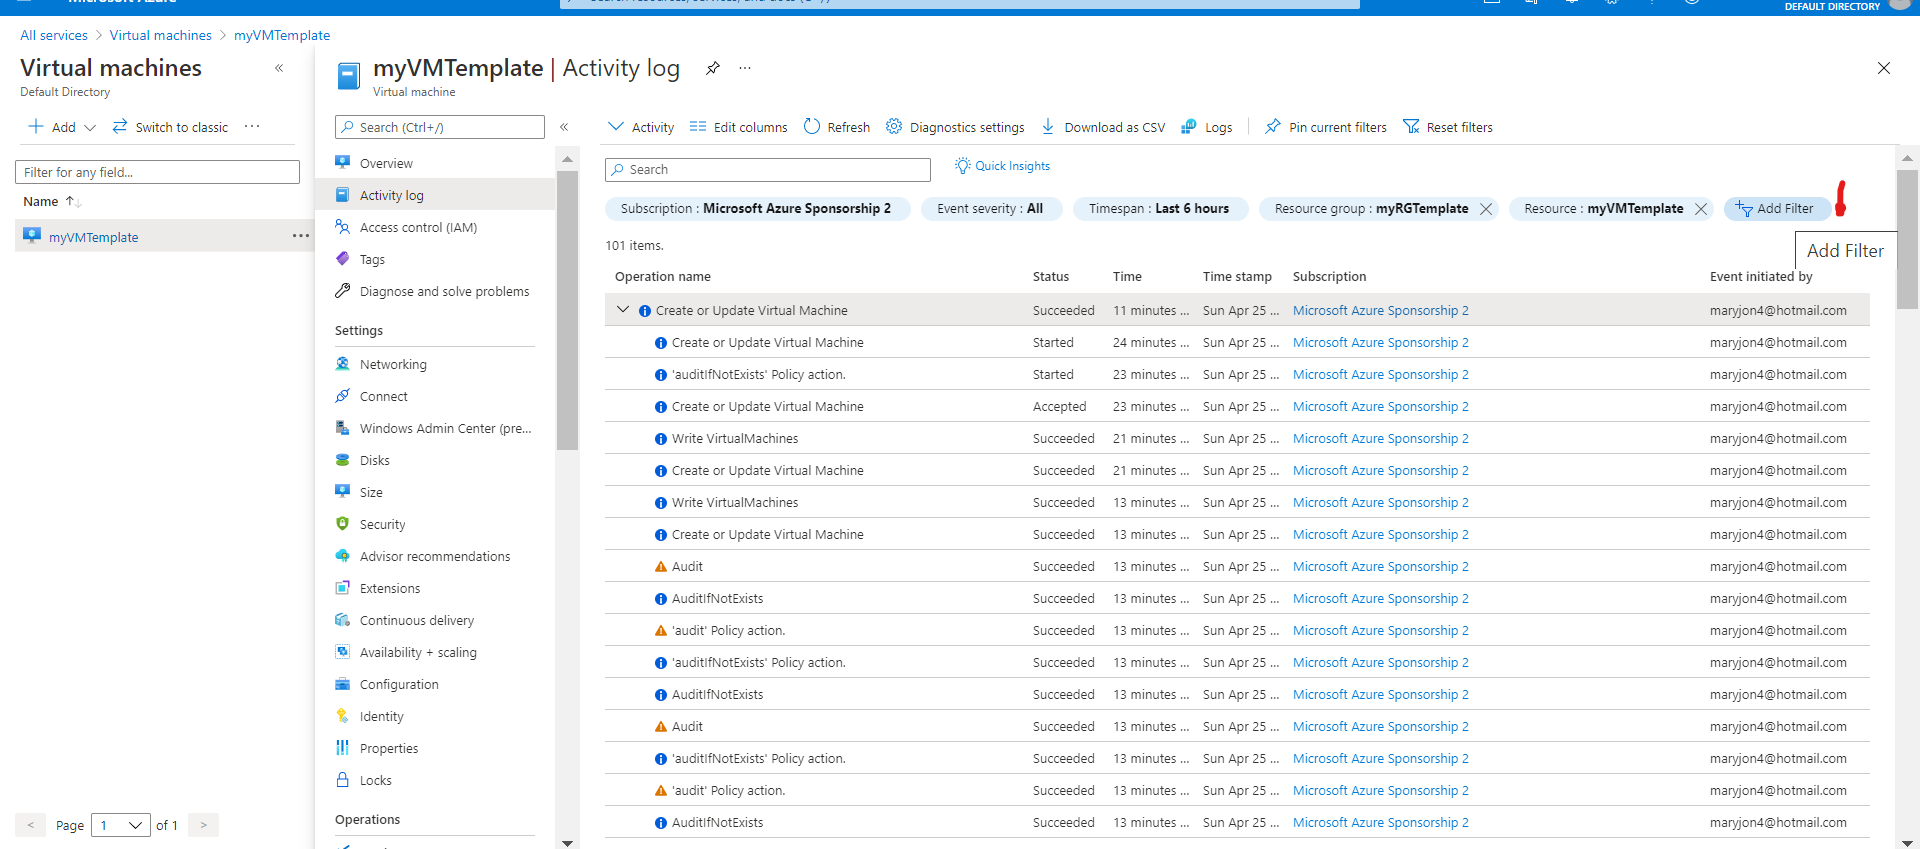 Microsoft Azure
DEFAULT DIRECTORY
All services > Virtual machines > myVMTemplate
Virtual machines «
Default Directory
Add Switch to classic ...
Filter for any field...
Name ↑↓
myVMTemplate ...
< Page 1 of 1 >
myVMTemplate | Activity log ...
Virtual machine
Search (Ctrl+/) «
Overview
Activity log
Access control (IAM)
Tags
Diagnose and solve problems
Settings
Networking
Connect
Windows Admin Center (pre...
Disks
Size
Security
Advisor recommendations
Extensions
Continuous delivery
Availability + scaling
Configuration
Identity
Properties
Locks
Operations
Activity Edit columns Refresh Diagnostics settings Download as CSV Logs Pin current filters Reset filters
Search Quick Insights
Subscription : Microsoft Azure Sponsorship 2 Event severity : All Timespan : Last 6 hours Resource group : myRGTemplate Resource : myVMTemplate Add Filter
101 items.
Add Filter
Operation name Status Time Time stamp Subscription Event initiated by
Create or Update Virtual Machine Succeeded 11 minutes ... Sun Apr 25 ... Microsoft Azure Sponsorship 2 maryjon4@hotmail.com
Create or Update Virtual Machine Started 24 minutes ... Sun Apr 25 ... Microsoft Azure Sponsorship 2 maryjon4@hotmail.com
'auditIfNotExists' Policy action. Started 23 minutes ... Sun Apr 25 ... Microsoft Azure Sponsorship 2 maryjon4@hotmail.com
Create or Update Virtual Machine Accepted 23 minutes ... Sun Apr 25 ... Microsoft Azure Sponsorship 2 maryjon4@hotmail.com
Write VirtualMachines Succeeded 21 minutes ... Sun Apr 25 ... Microsoft Azure Sponsorship 2 maryjon4@hotmail.com
Create or Update Virtual Machine Succeeded 21 minutes ... Sun Apr 25 ... Microsoft Azure Sponsorship 2 maryjon4@hotmail.com
Write VirtualMachines Succeeded 13 minutes ... Sun Apr 25 ... Microsoft Azure Sponsorship 2 maryjon4@hotmail.com
Create or Update Virtual Machine Succeeded 13 minutes ... Sun Apr 25 ... Microsoft Azure Sponsorship 2 maryjon4@hotmail.com
Audit Succeeded 13 minutes ... Sun Apr 25 ... Microsoft Azure Sponsorship 2 maryjon4@hotmail.com
AuditIfNotExists Succeeded 13 minutes ... Sun Apr 25 ... Microsoft Azure Sponsorship 2 maryjon4@hotmail.com
'audit' Policy action. Succeeded 13 minutes ... Sun Apr 25 ... Microsoft Azure Sponsorship 2 maryjon4@hotmail.com
'auditIfNotExists' Policy action. Succeeded 13 minutes ... Sun Apr 25 ... Microsoft Azure Sponsorship 2 maryjon4@hotmail.com
AuditIfNotExists Succeeded 13 minutes ... Sun Apr 25 ... Microsoft Azure Sponsorship 2 maryjon4@hotmail.com
Audit Succeeded 13 minutes ... Sun Apr 25 ... Microsoft Azure Sponsorship 2 maryjon4@hotmail.com
'auditIfNotExists' Policy action. Succeeded 13 minutes ... Sun Apr 25 ... Microsoft Azure Sponsorship 2 maryjon4@hotmail.com
'audit' Policy action. Succeeded 13 minutes ... Sun Apr 25 ... Microsoft Azure Sponsorship 2 maryjon4@hotmail.com
AuditIfNotExists Succeeded 13 minutes ... Sun Apr 25 ... Microsoft Azure Sponsorship 2 maryjon4@hotmail.com